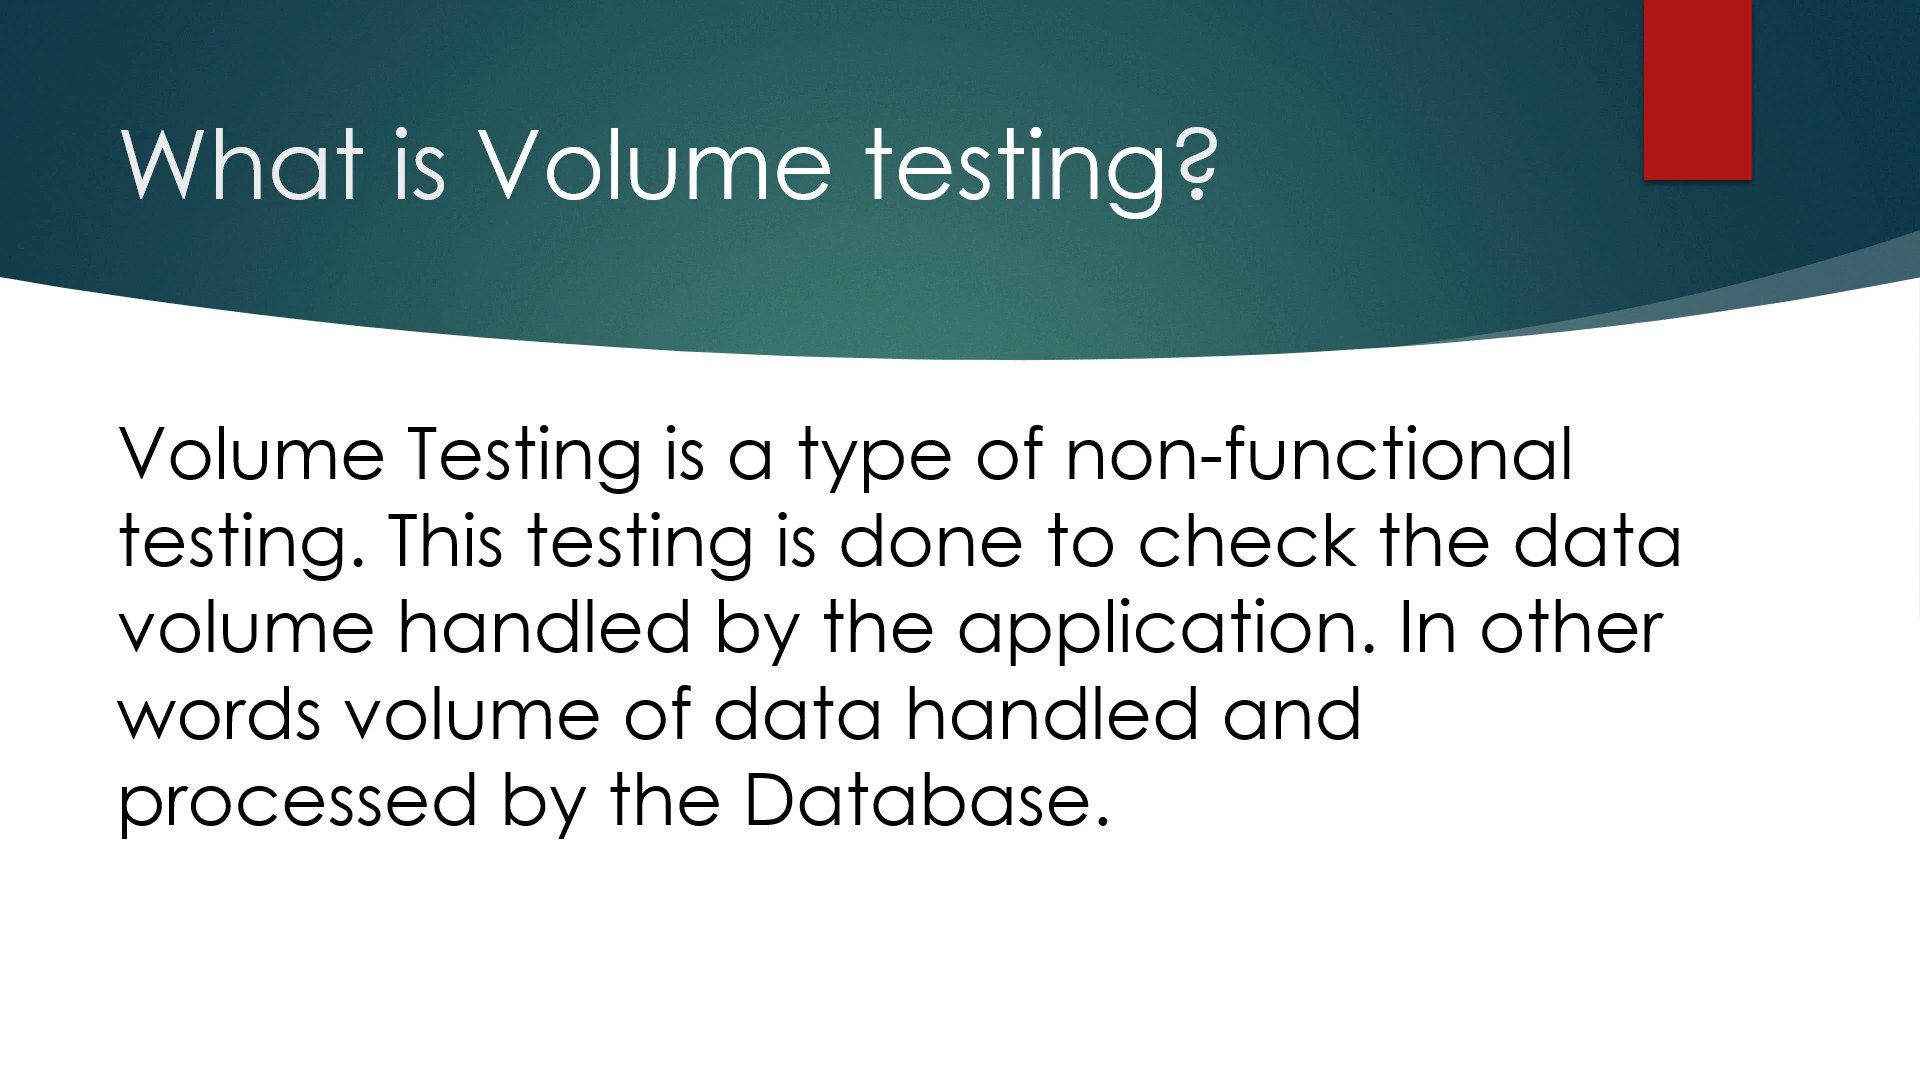 What is Volume testing?
Volume Testing is a type of non-functional
testing. This testing is done to check the data
volume handled by the application. In other
words volume of data handled and
processed by the Database.